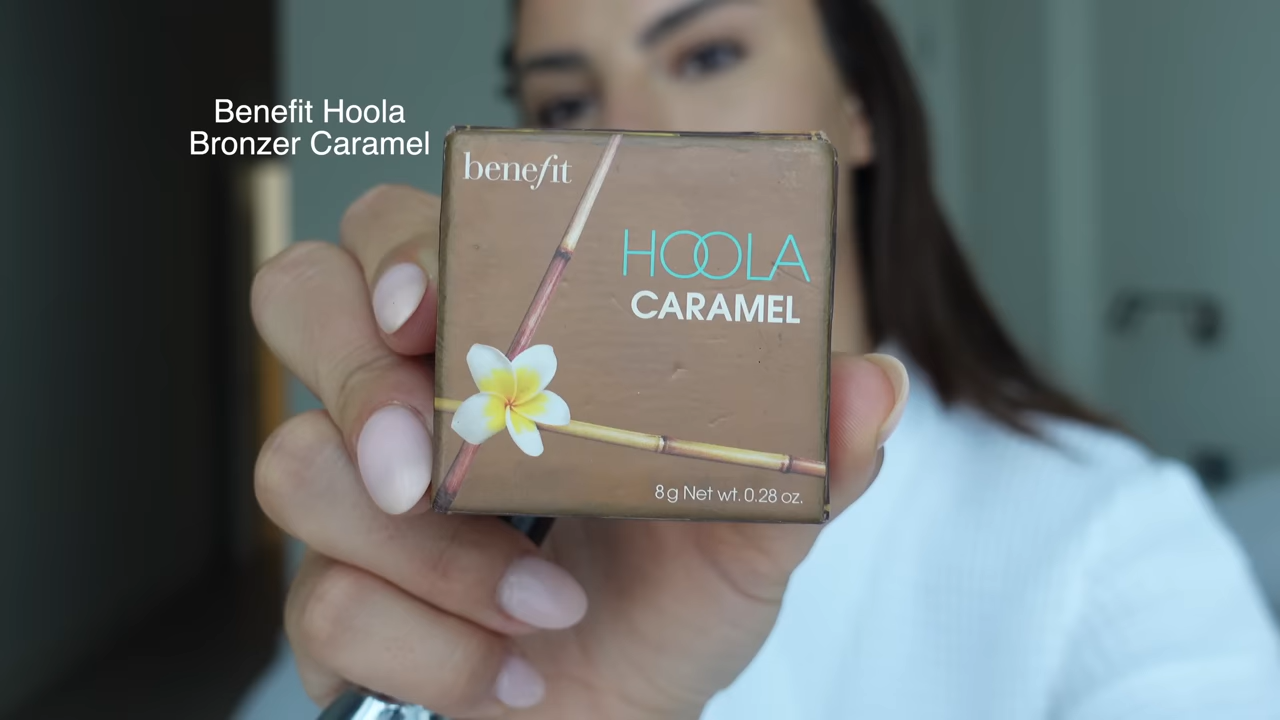 Benefit Hoola
Bronzer Caramel
benefit
HOOLA
CARAMEL
8g Net wt. 0.28 oz.